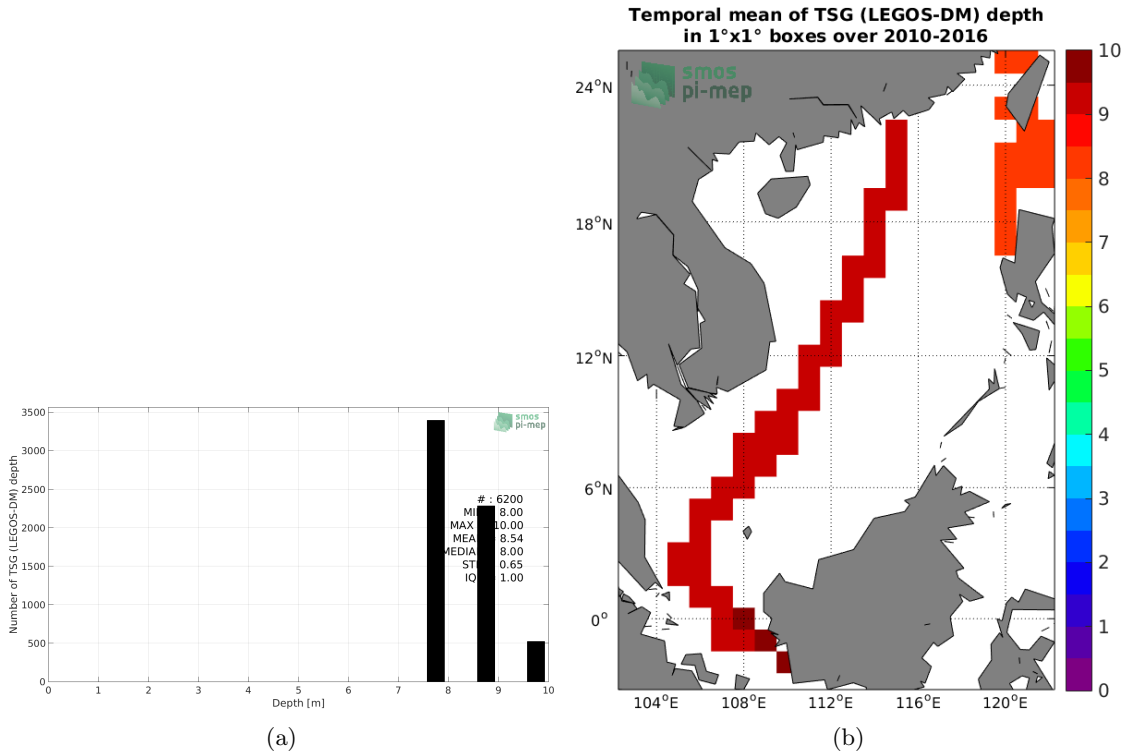 Temporal mean of TSG (LEGOS-DM) depth
in 1°x1° boxes over 2010-2016
smos
pi-mep
24°N
18°N
12°N
6°N
0°
104°E
108°E
112°E
116°E
120°E
10
9
8
7
6
5
4
3
2
1
0
Number of TSG (LEGOS-DM) depth
3500
3000
2500
2000
1500
1000
500
0
smos
pi-mep
# : 6200
8.00
MAX 10.00
MEAN 8.54
MEDIAN 8.00
0.65
1.00
0 1 2 3 4 5 6 7 8 9 10
Depth [m]
(a)
(b)